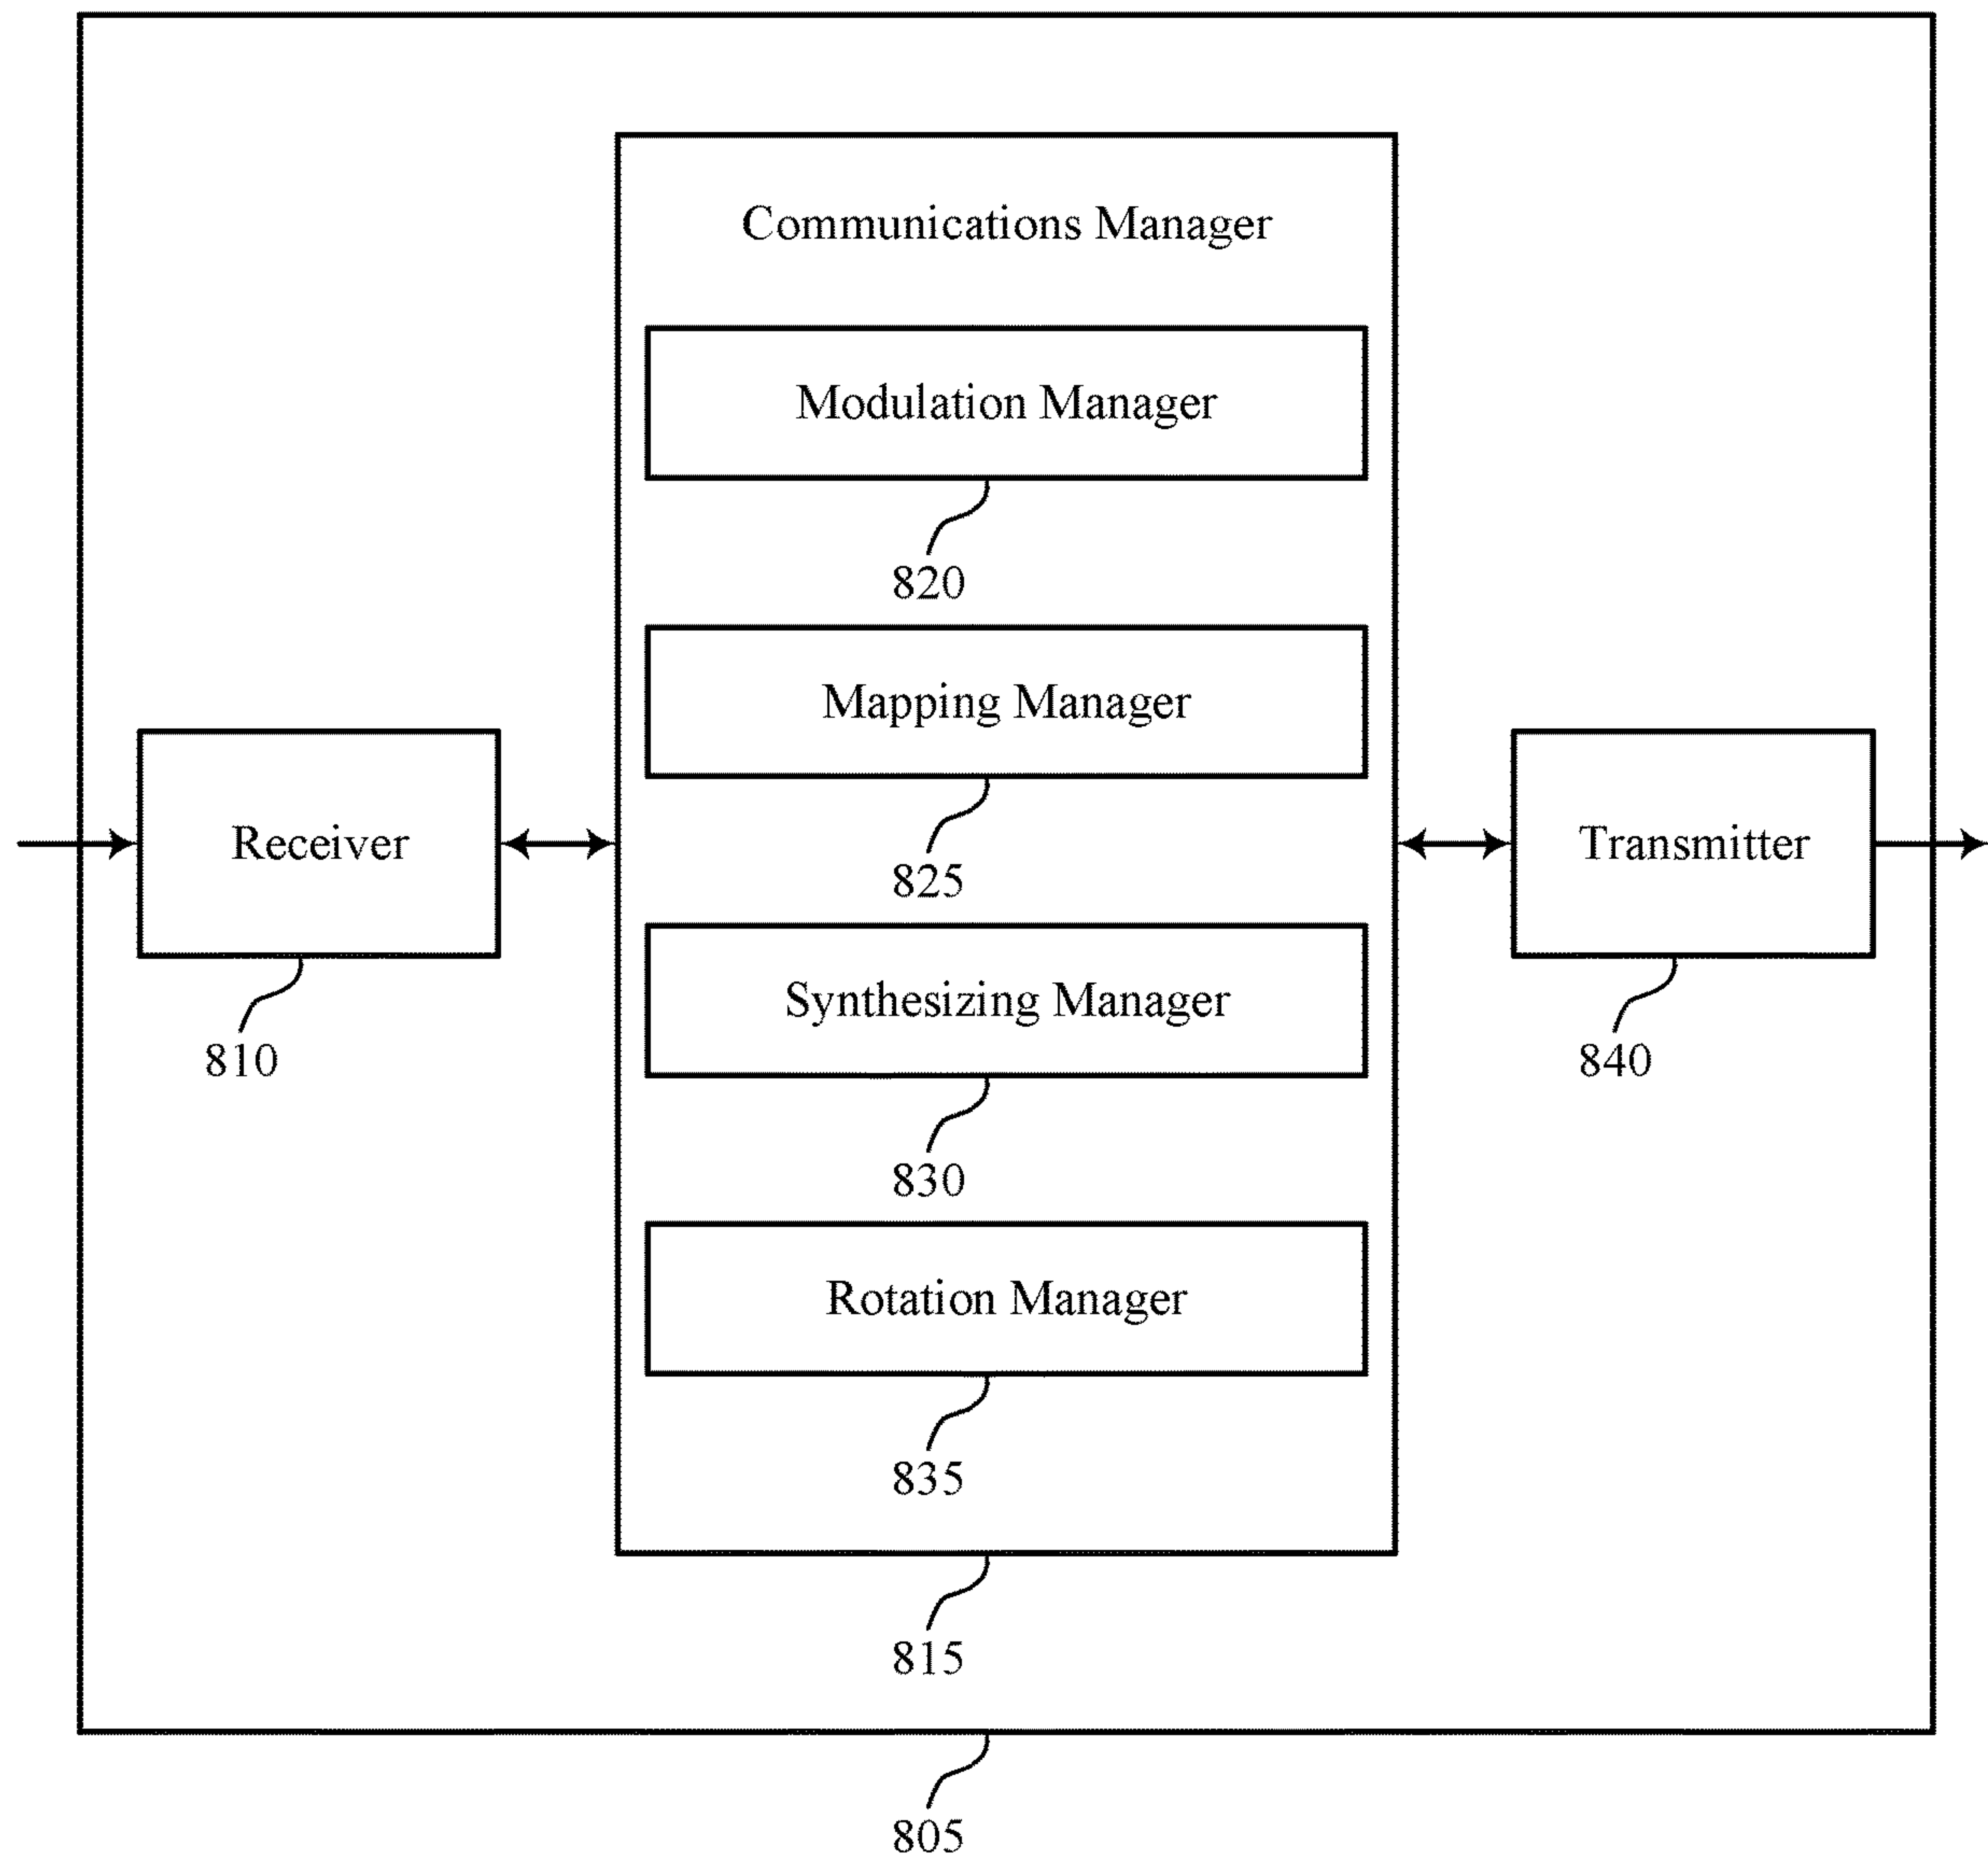 Communications Manager
Modulation Manager
820
Mapping Manager
825
Receiver
810
Transmitter
840
Synthesizing Manager
830
Rotation Manager
835
815
805